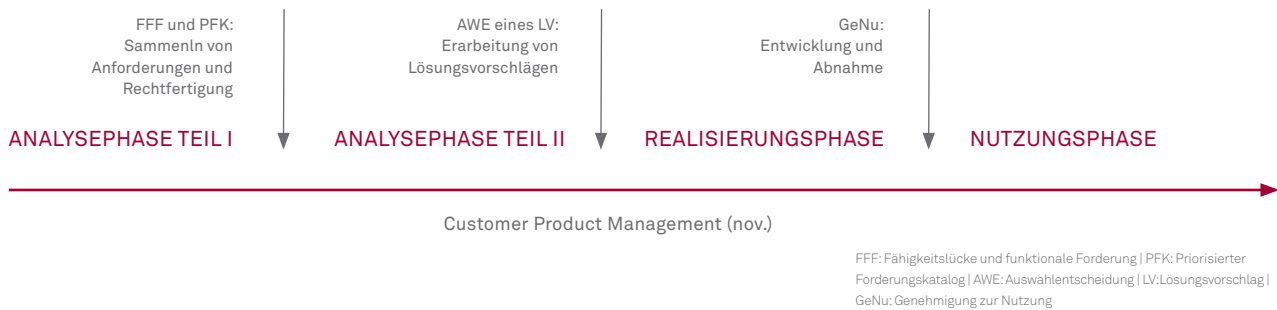 FFF und PFK:
Sammenln von
Anforderungen und
Rechtfertigung
AWE eines LV:
Erarbeitung von
Lösungsvorschlägen
GeNu:
Entwicklung und
Abnahme
ANALYSEPHASE TEIL I
ANALYSEPHASE TEIL II
REALISIERUNGSPHASE
NUTZUNGSPHASE
Customer Product Management (nov.)
FFF: Fähigkeitslücke und funktionale Forderung | PFK: Priorisierter
Forderungskatalog | AWE: Auswahlentscheidung | LV:Lösungsvorschlag |
GeNu: Genehmigung zur Nutzung